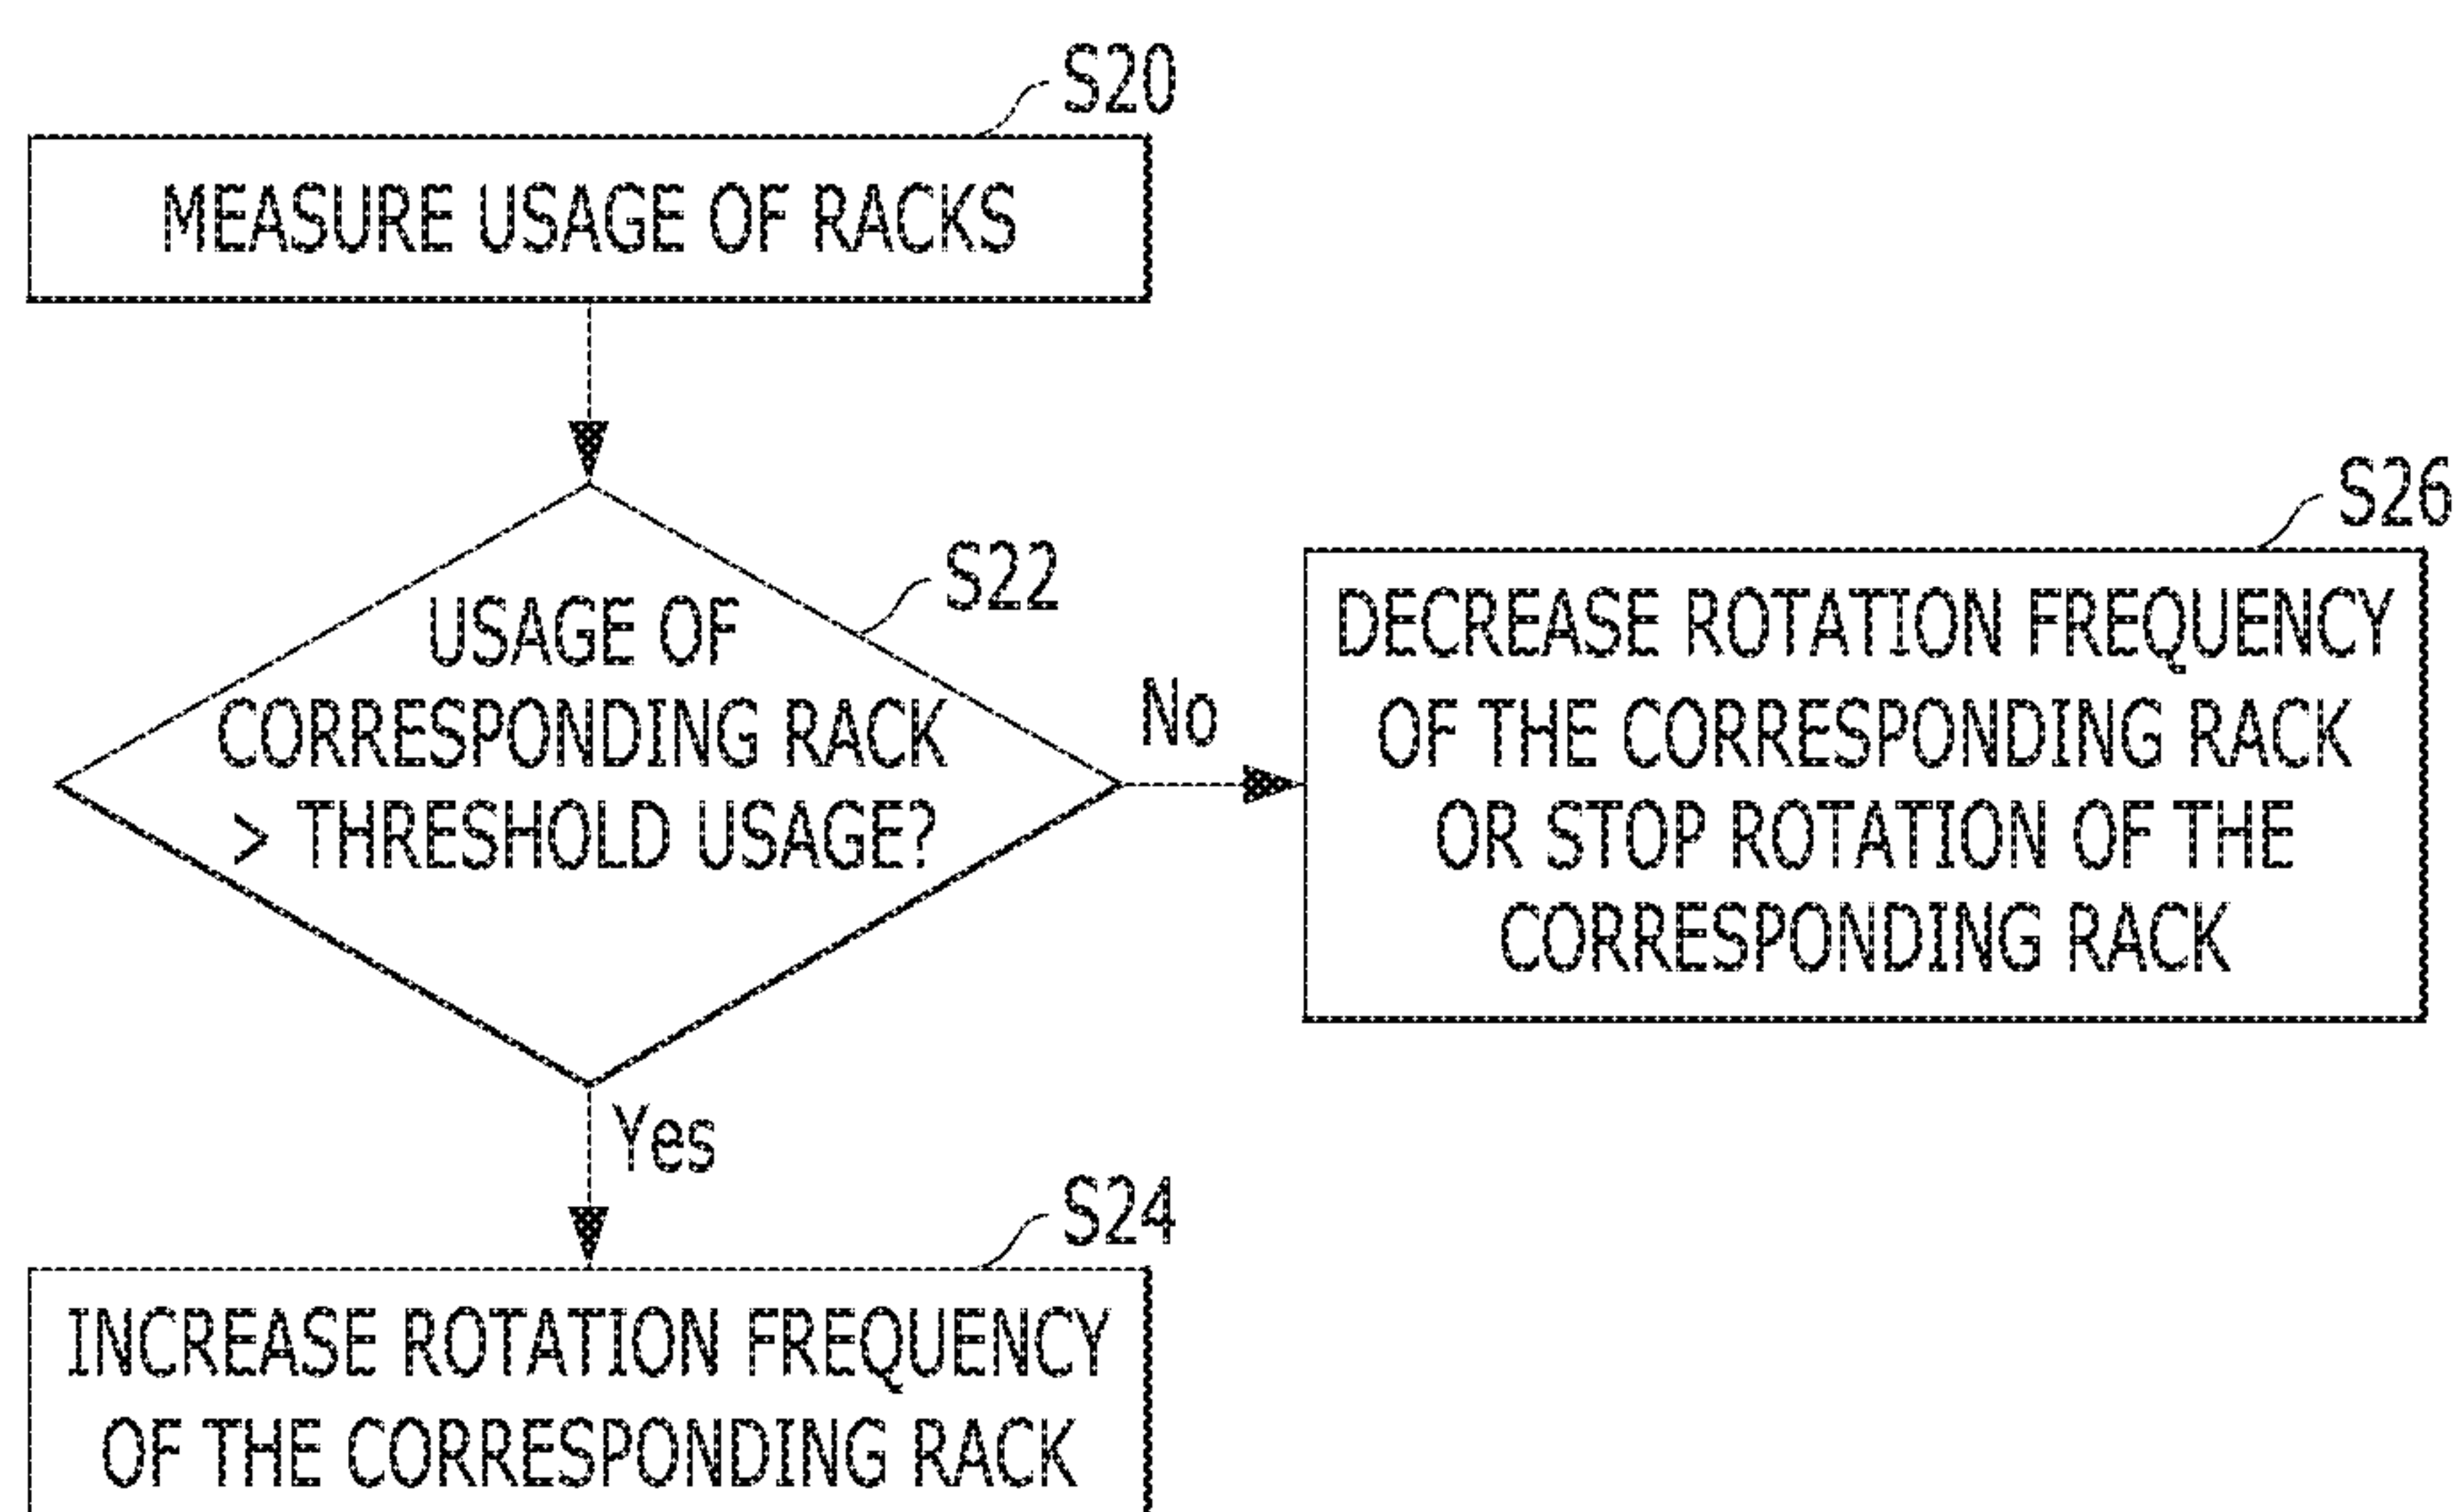 S20
MEASURE USAGE OF RACKS
S22
USAGE OF
CORRESPONDING RACK
> THRESHOLD USAGE?
No
S26
DECREASE ROTATION FREQUENCY
OF THE CORRESPONDING RACK
OR STOP ROTATION OF THE
CORRESPONDING RACK
Yes
S24
INCREASE ROTATION FREQUENCY
OF THE CORRESPONDING RACK